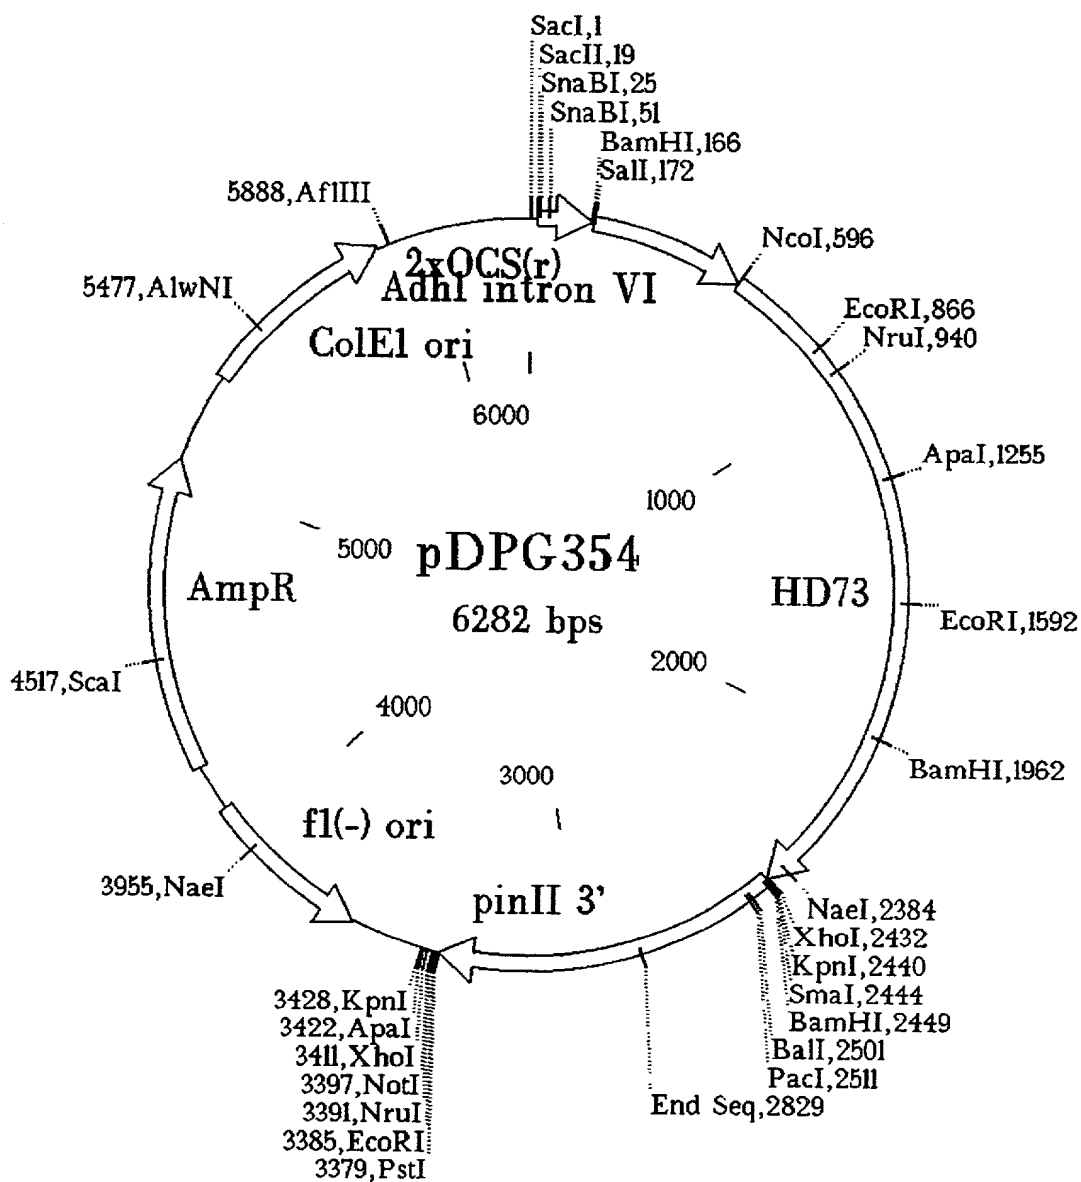 SacI,1
SacII,19
SnaBI,25
SnaBI,51
BamHI,166
SalI,172
5888,AflIII
NcoI,596
2xOCS(r)
AdhI intron VI
5477,AlwNI
EcoRI,866
NruI,940
ColE1 ori
6000
ApaI,1255
1000
5000
pDPG354
AmpR
HD73
6282 bps
EcoRI,1592
2000
4517,ScaI
4000
BamHI,1962
3000
f1(-) ori
3955,NaeI
pinII 3'
NaeI,2384
XhoI,2432
KpnI,2440
SmaI,2444
BamHI,2449
BalI,2501
PacI,2511
End Seq,2829
3428,KpnI
3422,ApaI
3411,XhoI
3397,NotI
3391,NruI
3385,EcoRI
3379,PstI